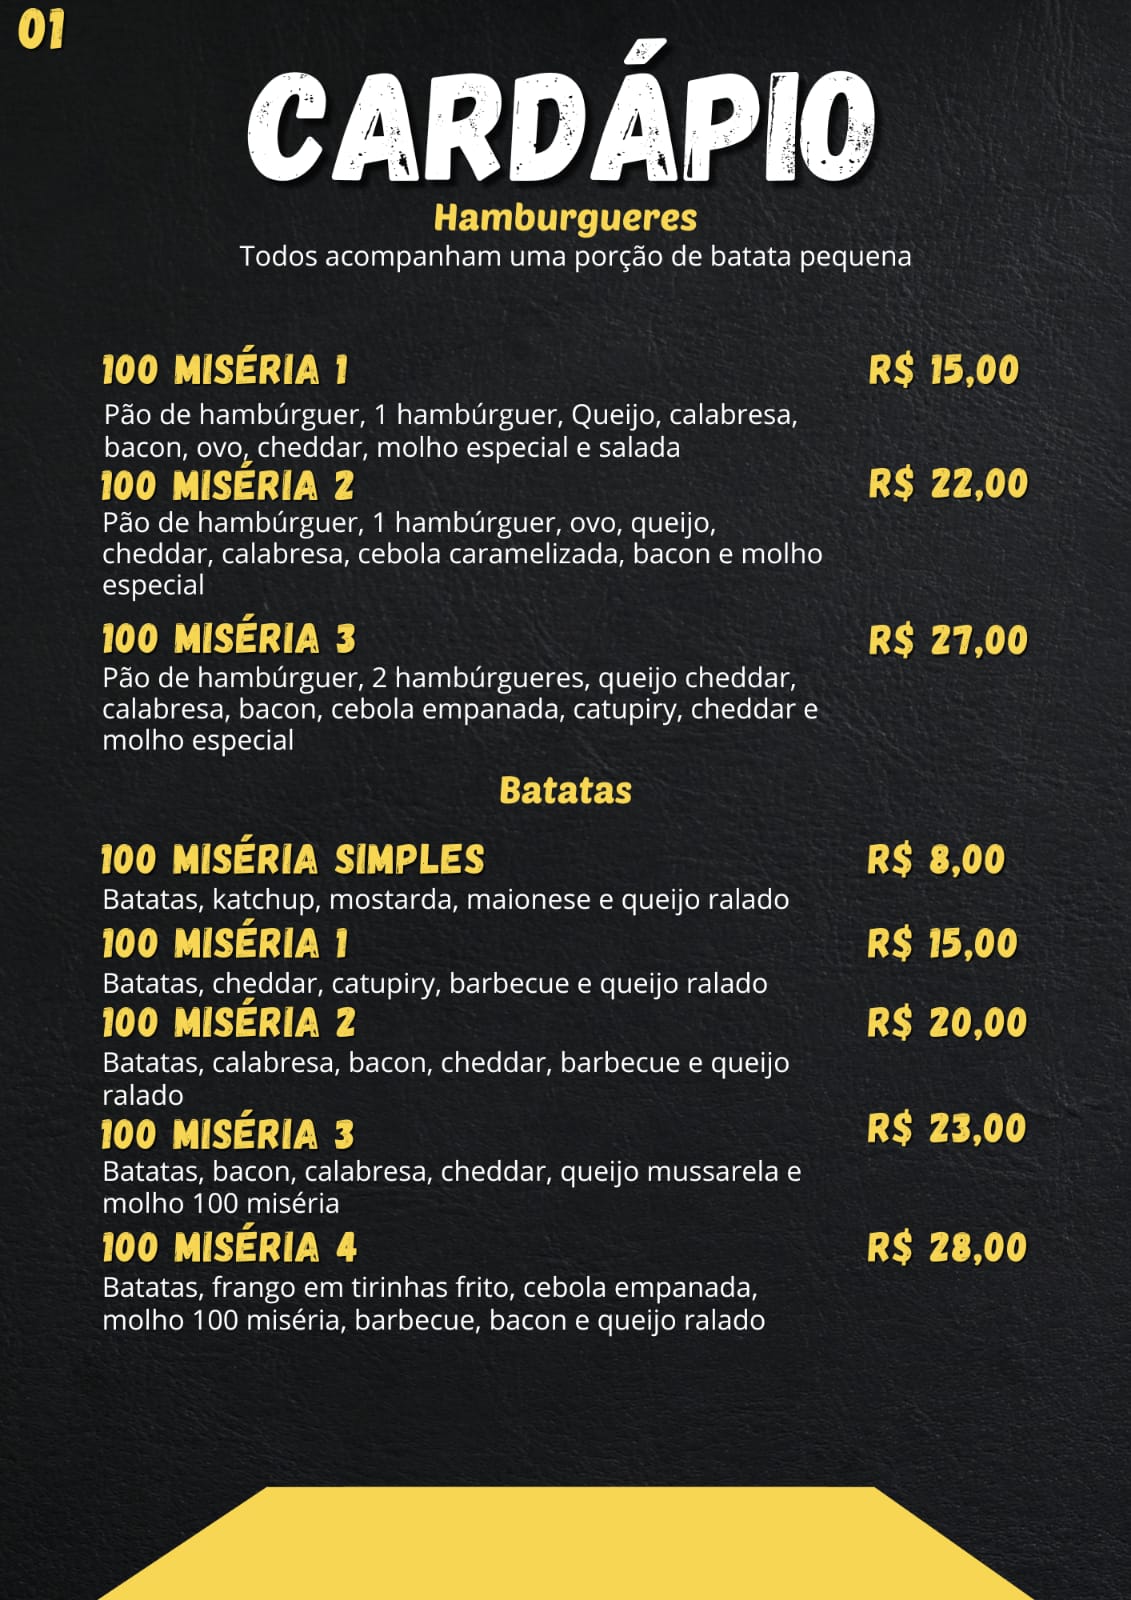 01
CARDÁPIO
Hamburgueres
Todos acompanham uma porção de batata pequena
100 MISÉRIA 1 R$ 15,00
Pão de hambúrguer, 1 hambúrguer, Queijo, calabresa,
bacon, ovo, cheddar, molho especial e salada
100 MISÉRIA 2 R$ 22,00
Pão de hambúrguer, 1 hambúrguer, ovo, queijo,
cheddar, calabresa, cebola caramelizada, bacon e molho
especial
100 MISÉRIA 3 R$ 27,00
Pão de hambúrguer, 2 hambúrgueres, queijo cheddar,
calabresa, bacon, cebola empanada, catupiry, cheddar e
molho especial
Batatas
100 MISÉRIA SIMPLES R$ 8,00
Batatas, katchup, mostarda, maionese e queijo ralado
100 MISÉRIA 1 R$ 15,00
Batatas, cheddar, catupiry, barbecue e queijo ralado
100 MISÉRIA 2 R$ 20,00
Batatas, calabresa, bacon, cheddar, barbecue e queijo
ralado
100 MISÉRIA 3 R$ 23,00
Batatas, bacon, calabresa, cheddar, queijo mussarela e
molho 100 miséria
100 MISÉRIA 4 R$ 28,00
Batatas, frango em tirinhas frito, cebola empanada,
molho 100 miséria, barbecue, bacon e queijo ralado